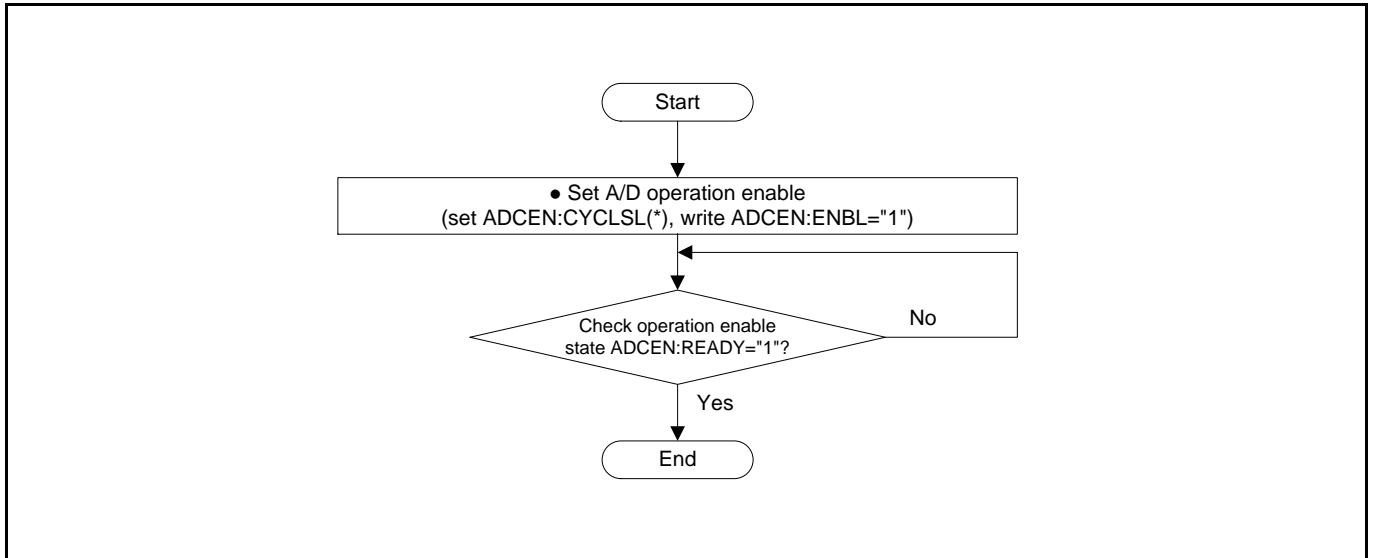 Start
● Set A/D operation enable
(set ADCEN:CYCLSL(*), write ADCEN:ENBL="1")
Check operation enable
state ADCEN:READY="1"?
No
Yes
End